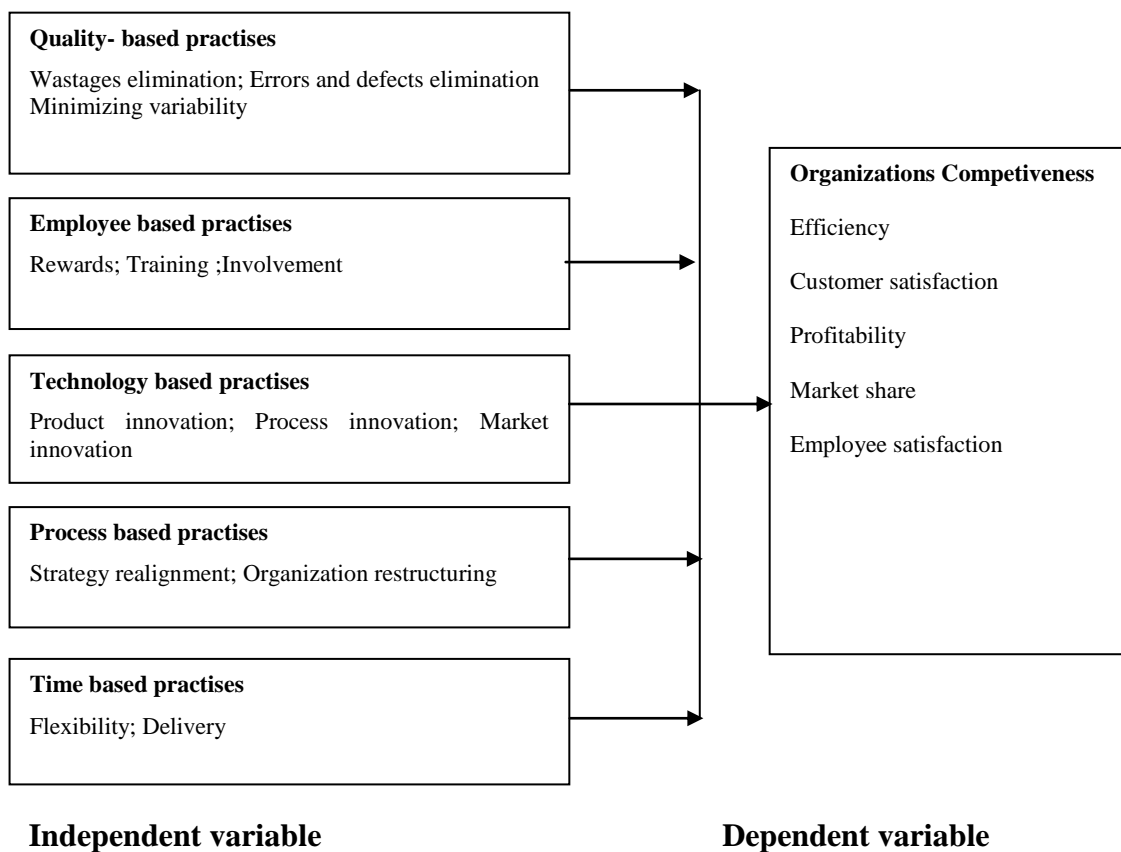 Quality- based practises
Wastages elimination; Errors and defects elimination
Minimizing variability
Employee based practises
Rewards; Training ;Involvement
Technology based practises
Product innovation; Process innovation; Market
innovation
Process based practises
Strategy realignment; Organization restructuring
Time based practises
Flexibility; Delivery
Organizations Competiveness
Efficiency
Customer satisfaction
Profitability
Market share
Employee satisfaction
Independent variable
Dependent variable